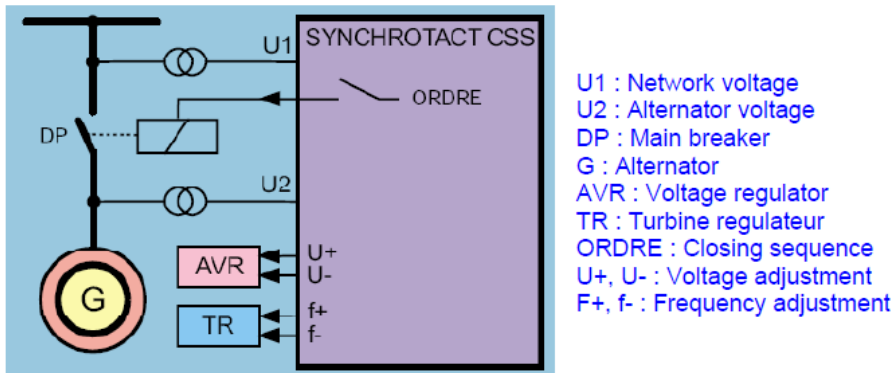 U1
SYNCHROTACT CSS
ORDRE
DP
U2
AVR
U+
U-
G
TR
f+
f-
U1 : Network voltage
U2 : Alternator voltage
DP : Main breaker
G : Alternator
AVR : Voltage regulator
TR : Turbine regulateur
ORDRE : Closing sequence
U+, U- : Voltage adjustment
F+, f- : Frequency adjustment